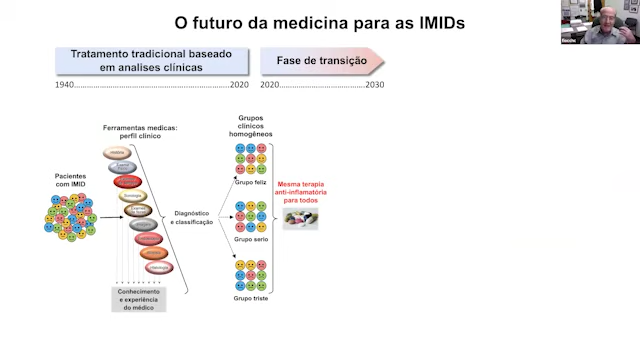 O futuro da medicina para as IMIDs
Tratamento tradicional baseado
em analises clínicas
Fase de transição
1940...............................................2020
2020.....................................2030
Ferramentas medicas:
perfil clínico
Grupos
clínicos
homogêneos
Pacientes
com IMID
Grupo feliz
Diagnóstico
e classificação
Grupo serio
Grupo triste
Mesma terapia
anti-inflamatória
para todos
Conhecimento
e experiência
do médico